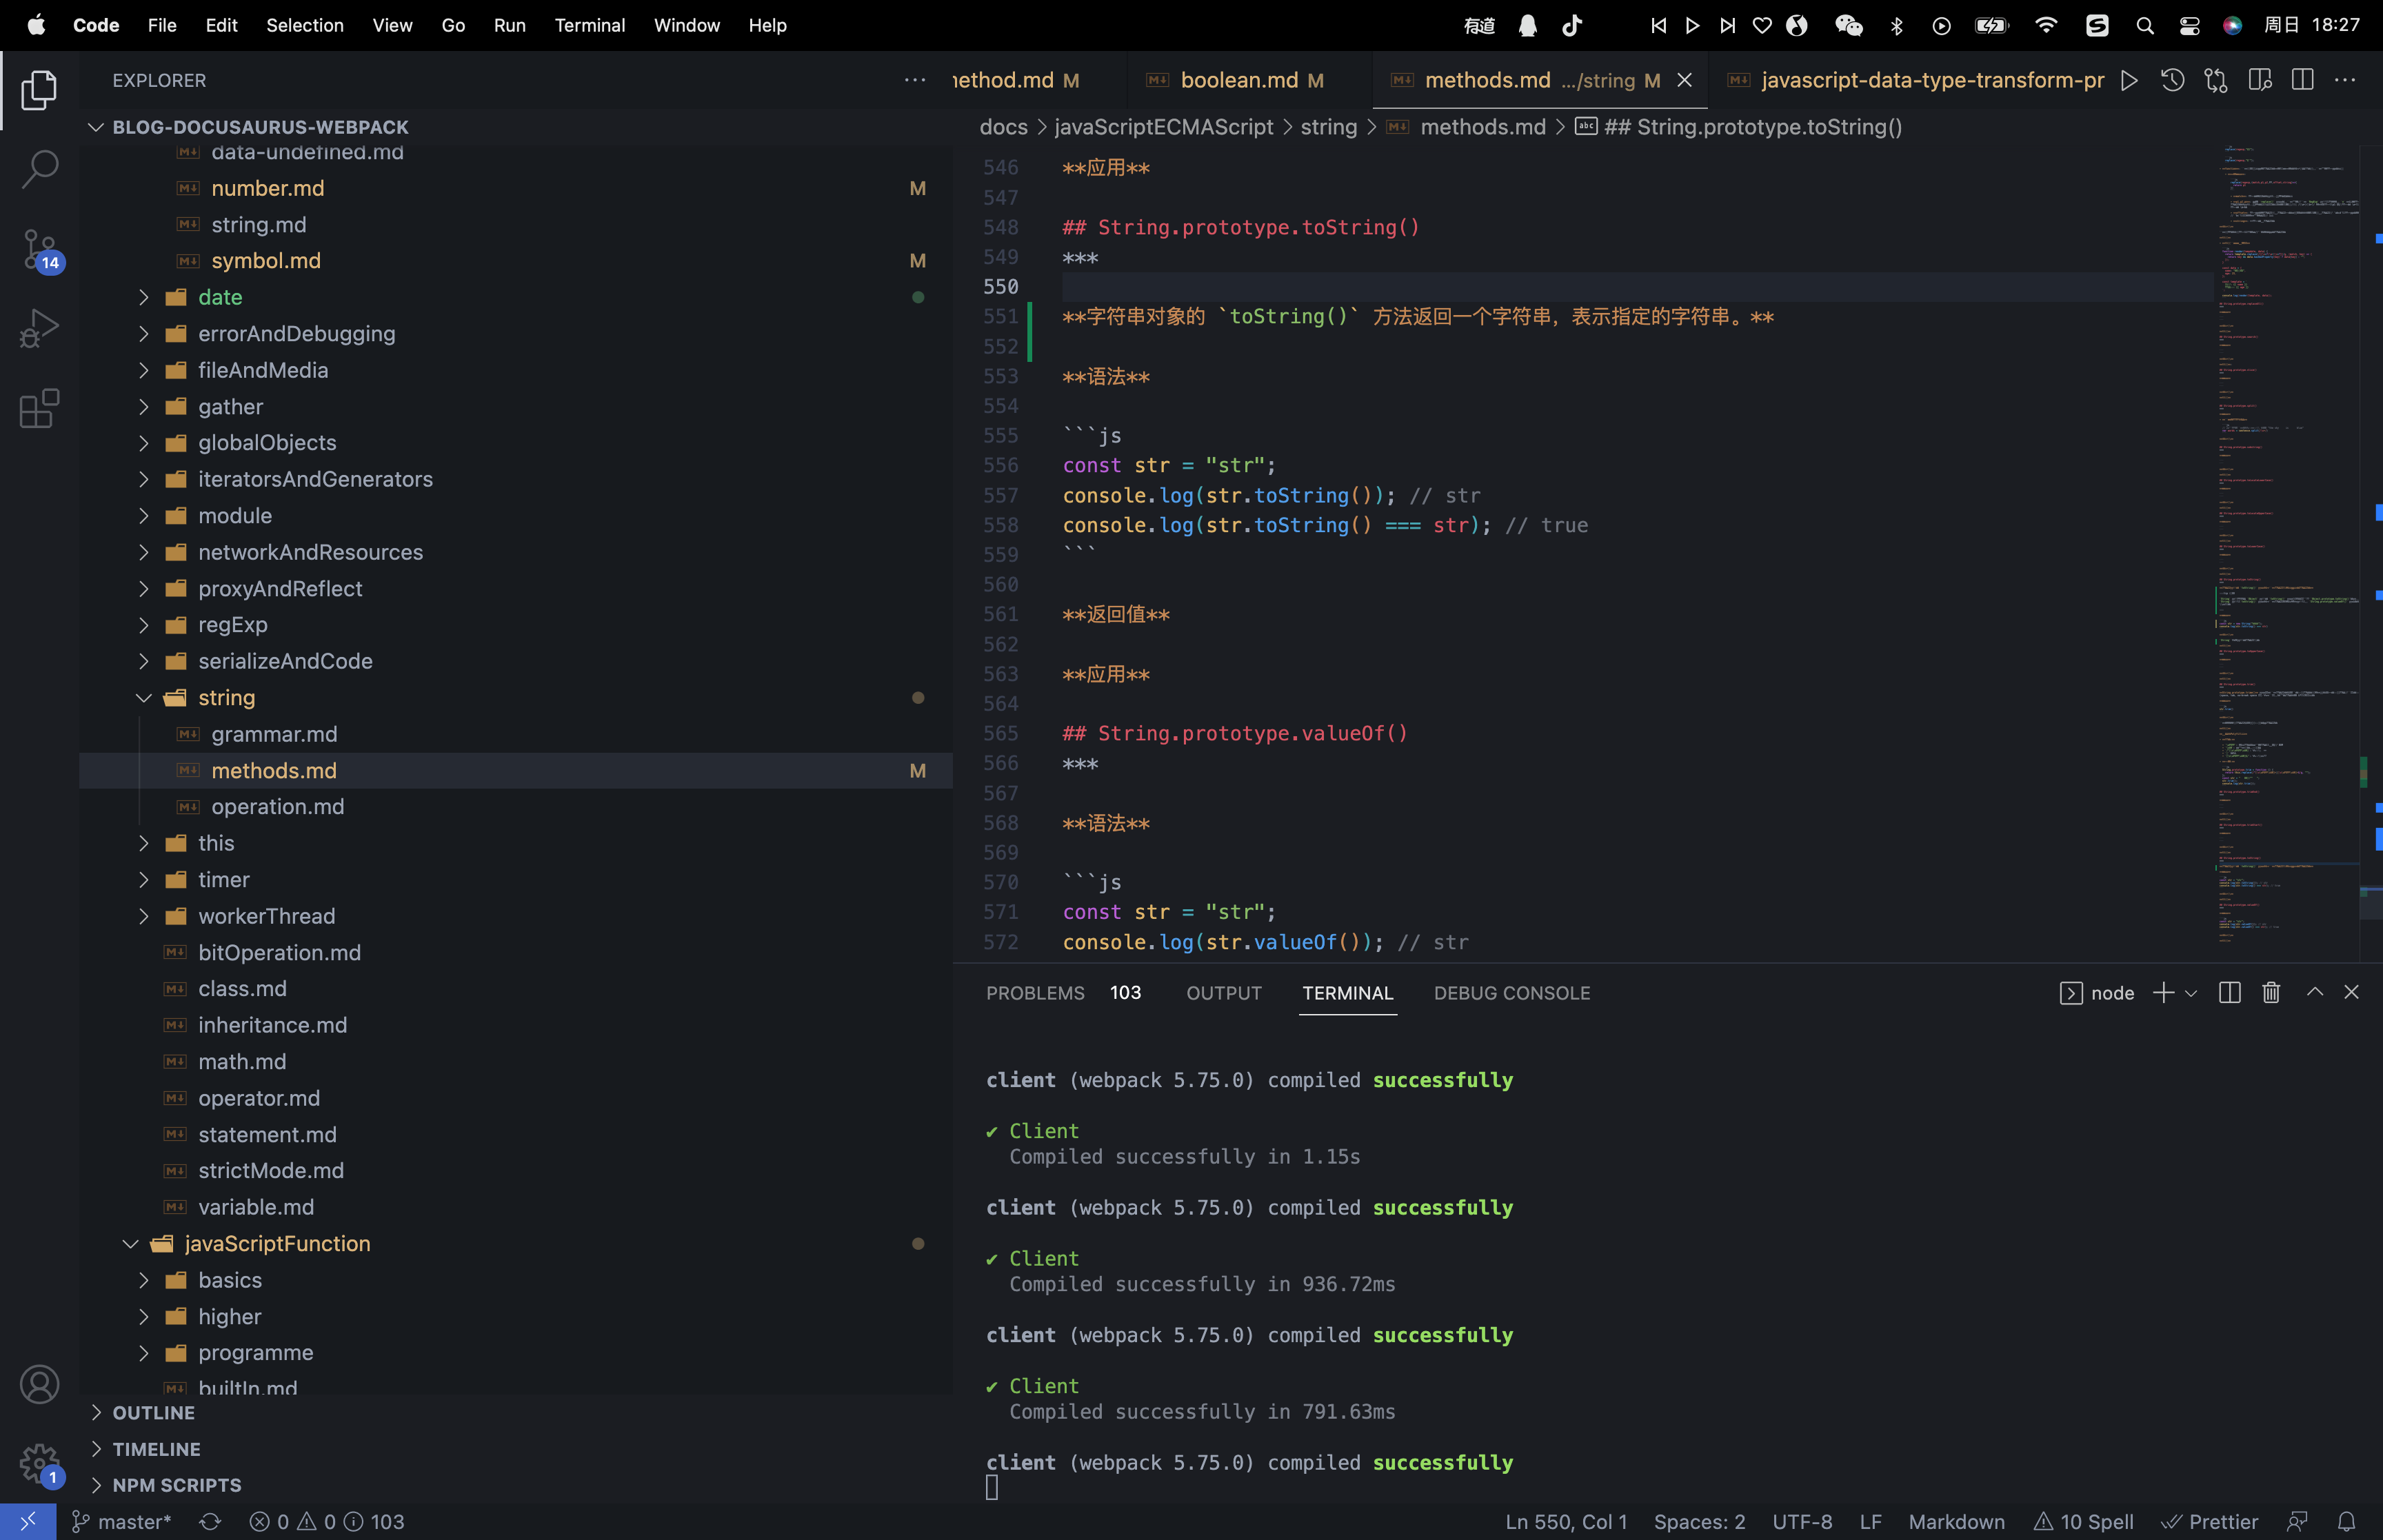 Code File Edit Selection View Go Run Terminal Window Help 有道 周日 18:27
EXPLORER
BLOG-DOCUSAURUS-WEBPACK
data-undefined.md
number.md M
string.md
symbol.md M
date
errorAndDebugging
fileAndMedia
gather
globalObjects
iteratorsAndGenerators
module
networkAndResources
proxyAndReflect
regExp
serializeAndCode
string
grammar.md
methods.md M
operation.md
this
timer
workerThread
bitOperation.md
class.md
inheritance.md
math.md
operator.md
statement.md
strictMode.md
variable.md
javaScriptFunction
basics
higher
programme
builtIn.md
OUTLINE
TIMELINE
NPM SCRIPTS
14
1
method.md M boolean.md M methods.md .../string M javascript-data-type-transform-pr
docs > javaScriptECMAScript > string > methods.md > ## String.prototype.toString()
546 **应用**
547
548 ## String.prototype.toString()
549 ***
550
551 **字符串对象的 `toString()` 方法返回一个字符串，表示指定的字符串。**
552
553 **语法**
554
555 ```js
556 const str = "str";
557 console.log(str.toString()); // str
558 console.log(str.toString() === str); // true
559 ```
560
561 **返回值**
562
563 **应用**
564
565 ## String.prototype.valueOf()
566 ***
567
568 **语法**
569
570 ```js
571 const str = "str";
572 console.log(str.valueOf()); // str
PROBLEMS 103 OUTPUT TERMINAL DEBUG CONSOLE node
client (webpack 5.75.0) compiled successfully
✔ Client
Compiled successfully in 1.15s
client (webpack 5.75.0) compiled successfully
✔ Client
Compiled successfully in 936.72ms
client (webpack 5.75.0) compiled successfully
✔ Client
Compiled successfully in 791.63ms
client (webpack 5.75.0) compiled successfully
master* 0 0 103 Ln 550, Col 1 Spaces: 2 UTF-8 LF Markdown 10 Spell Prettier